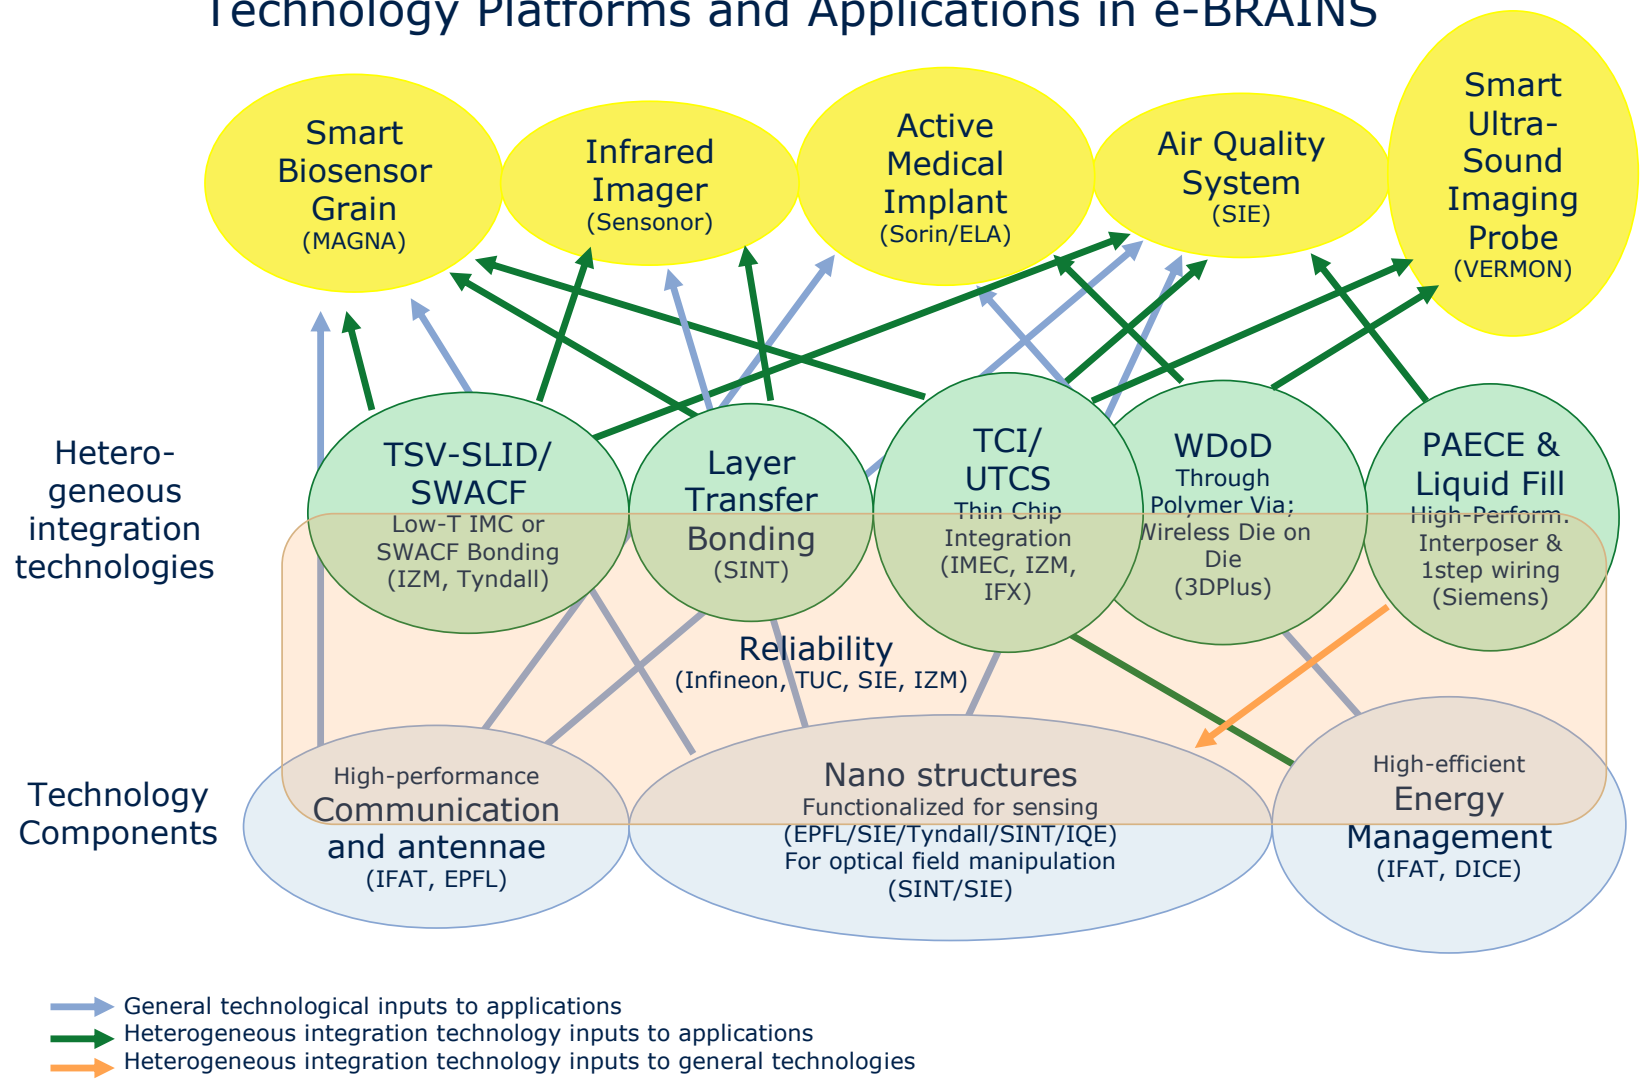 Technology Platforms and Applications in e-BRAINS
Smart
Biosensor
Grain
(MAGNA)
Infrared
Imager
(Sensonor)
Active
Medical
Implant
(Sorin/ELA)
Air Quality
System
(SIE)
Smart
Ultra-
Sound
Imaging
Probe
(VERMON)
Hetero-
geneous
integration
technologies
TSV-SLID/
SWACF
Low-T IMC or
SWACF Bonding
(IZM, Tyndall)
Layer
Transfer
Bonding
(SINT)
TCI/
UTCS
Thin Chip
Integration
(IMEC, IZM,
IFX)
WDoD
Through
Polymer Via;
Wireless Die on
Die
(3DPlus)
PAECE &
Liquid Fill
High-Perform.
Interposer &
1step wiring
(Siemens)
Reliability
(Infineon, TUC, SIE, IZM)
Technology
Components
High-performance
Communication
and antennae
(IFAT, EPFL)
Nano structures
Functionalized for sensing
(EPFL/SIE/Tyndall/SINT/IQE)
For optical field manipulation
(SINT/SIE)
High-efficient
Energy
Management
(IFAT, DICE)
General technological inputs to applications
Heterogeneous integration technology inputs to applications
Heterogeneous integration technology inputs to general technologies